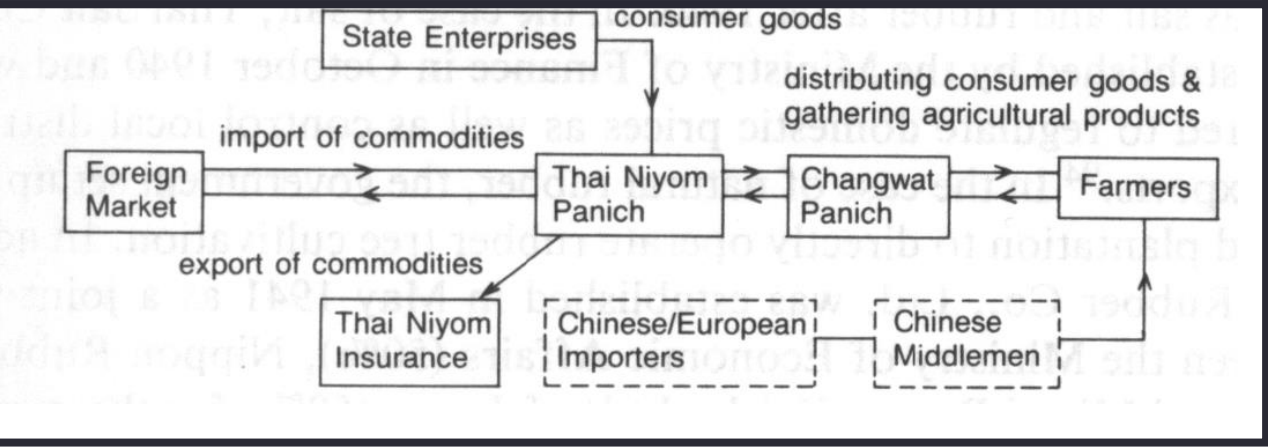 consumer goods
State Enterprises
distributing consumer goods &
gathering agricultural products
import of commodities
Foreign
Market
Thai Niyom
Panich
Changwat
Panich
Farmers
export of commodities
Thai Niyom
Insurance
Chinese/European
Importers
Chinese
Middlemen